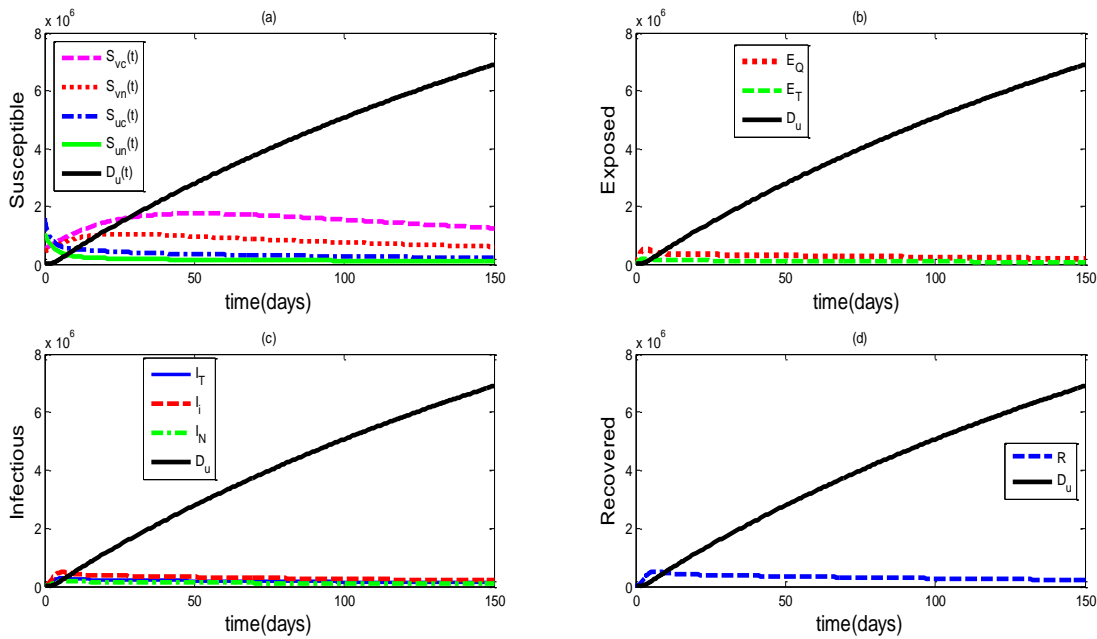 (a)
x 10^6
8
6
4
2
0
Susceptible
S_vc(t)
S_vn(t)
S_uc(t)
S_un(t)
D_u(t)
0 50 100 150
time(days)
(b)
x 10^6
8
6
4
2
0
Exposed
E_Q
E_T
D_u
0 50 100 150
time(days)
(c)
x 10^6
8
6
4
2
0
Infectious
I_T
I_i
I_N
D_u
0 50 100 150
time(days)
(d)
x 10^6
8
6
4
2
0
Recovered
R
D_u
0 50 100 150
time(days)